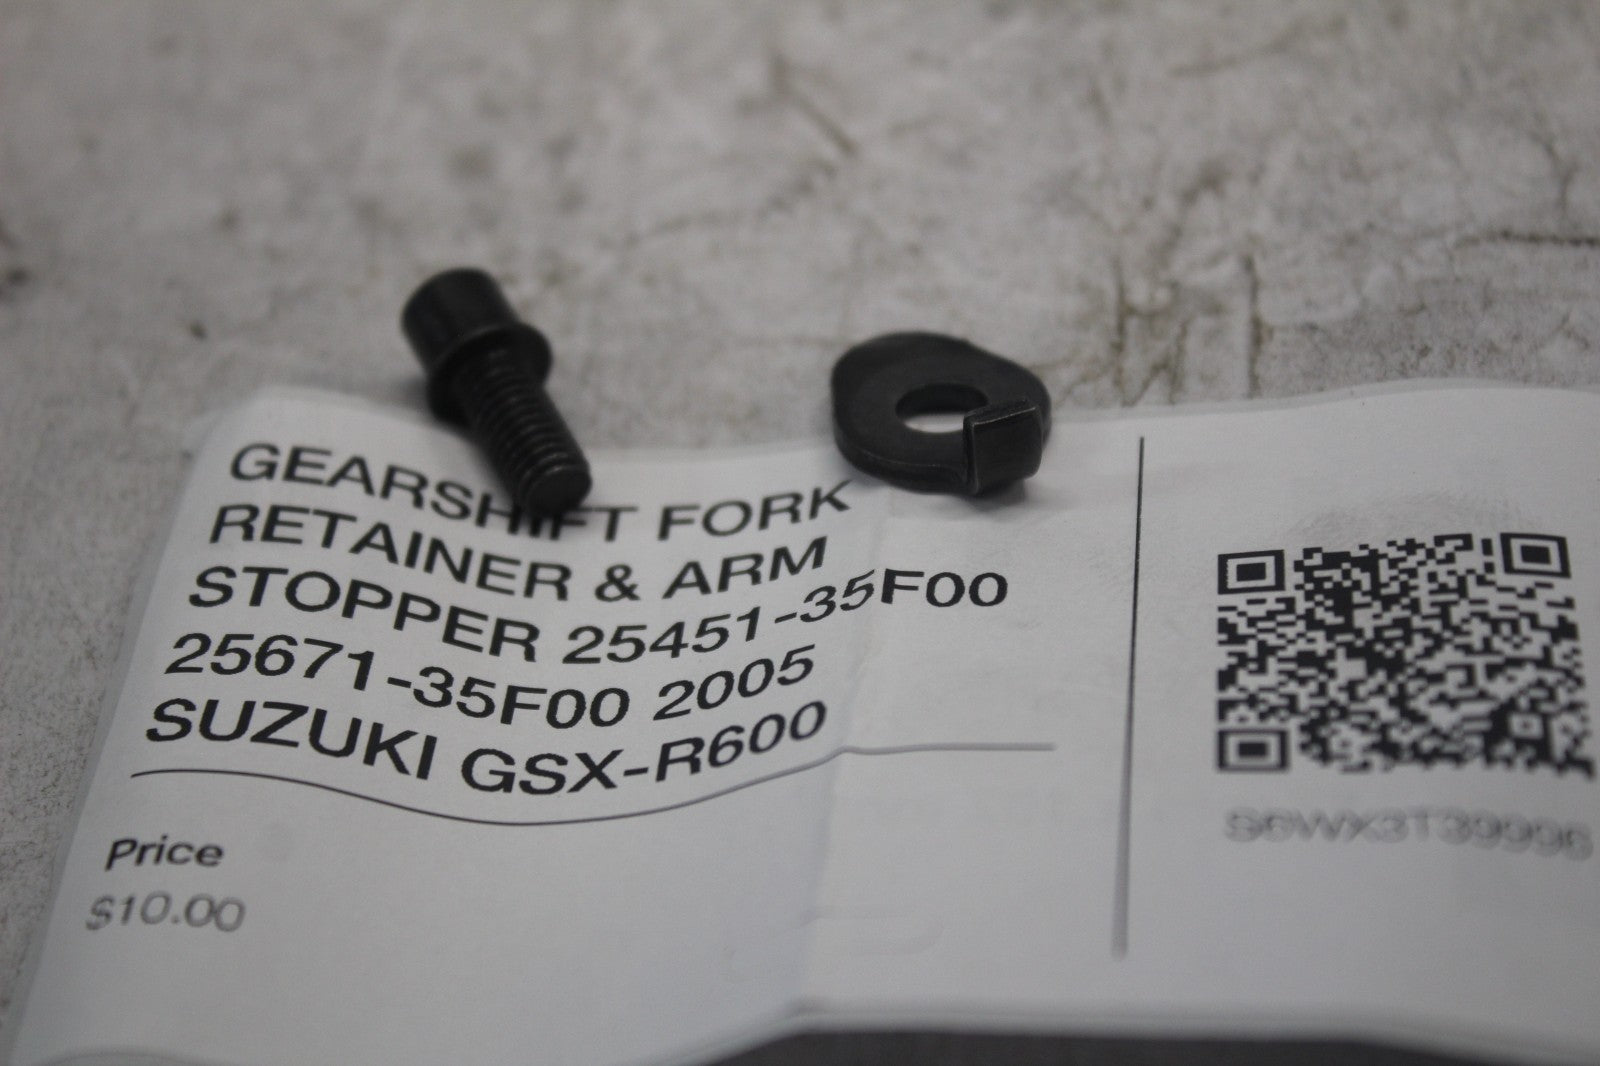 GEARSHIFT FORK
RETAINER & ARM
STOPPER 25451-35F00
25671-35F00 2005
SUZUKI GSX-R600
Price
$10.00
S6WX3T39996